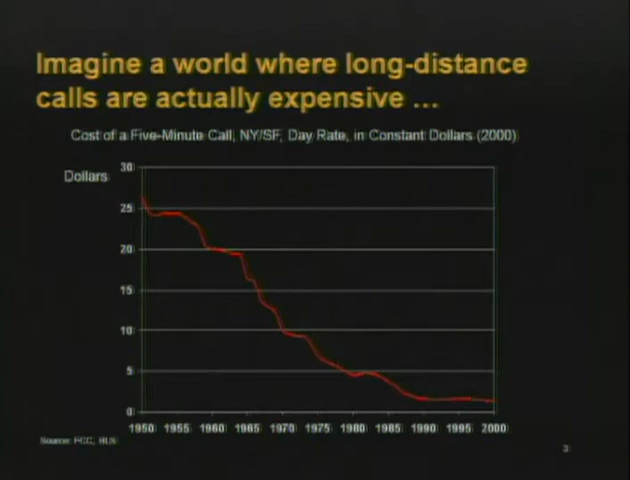 Imagine a world where long-distance
calls are actually expensive ...
Cost of a Five-Minute Call, NY/SF, Day Rate, in Constant Dollars (2000)
Dollars
30
25
20
15
10
5
0
1950 1955 1960 1965 1970 1975 1980 1985 1990 1995 2000
Source: FCC, BLS
3